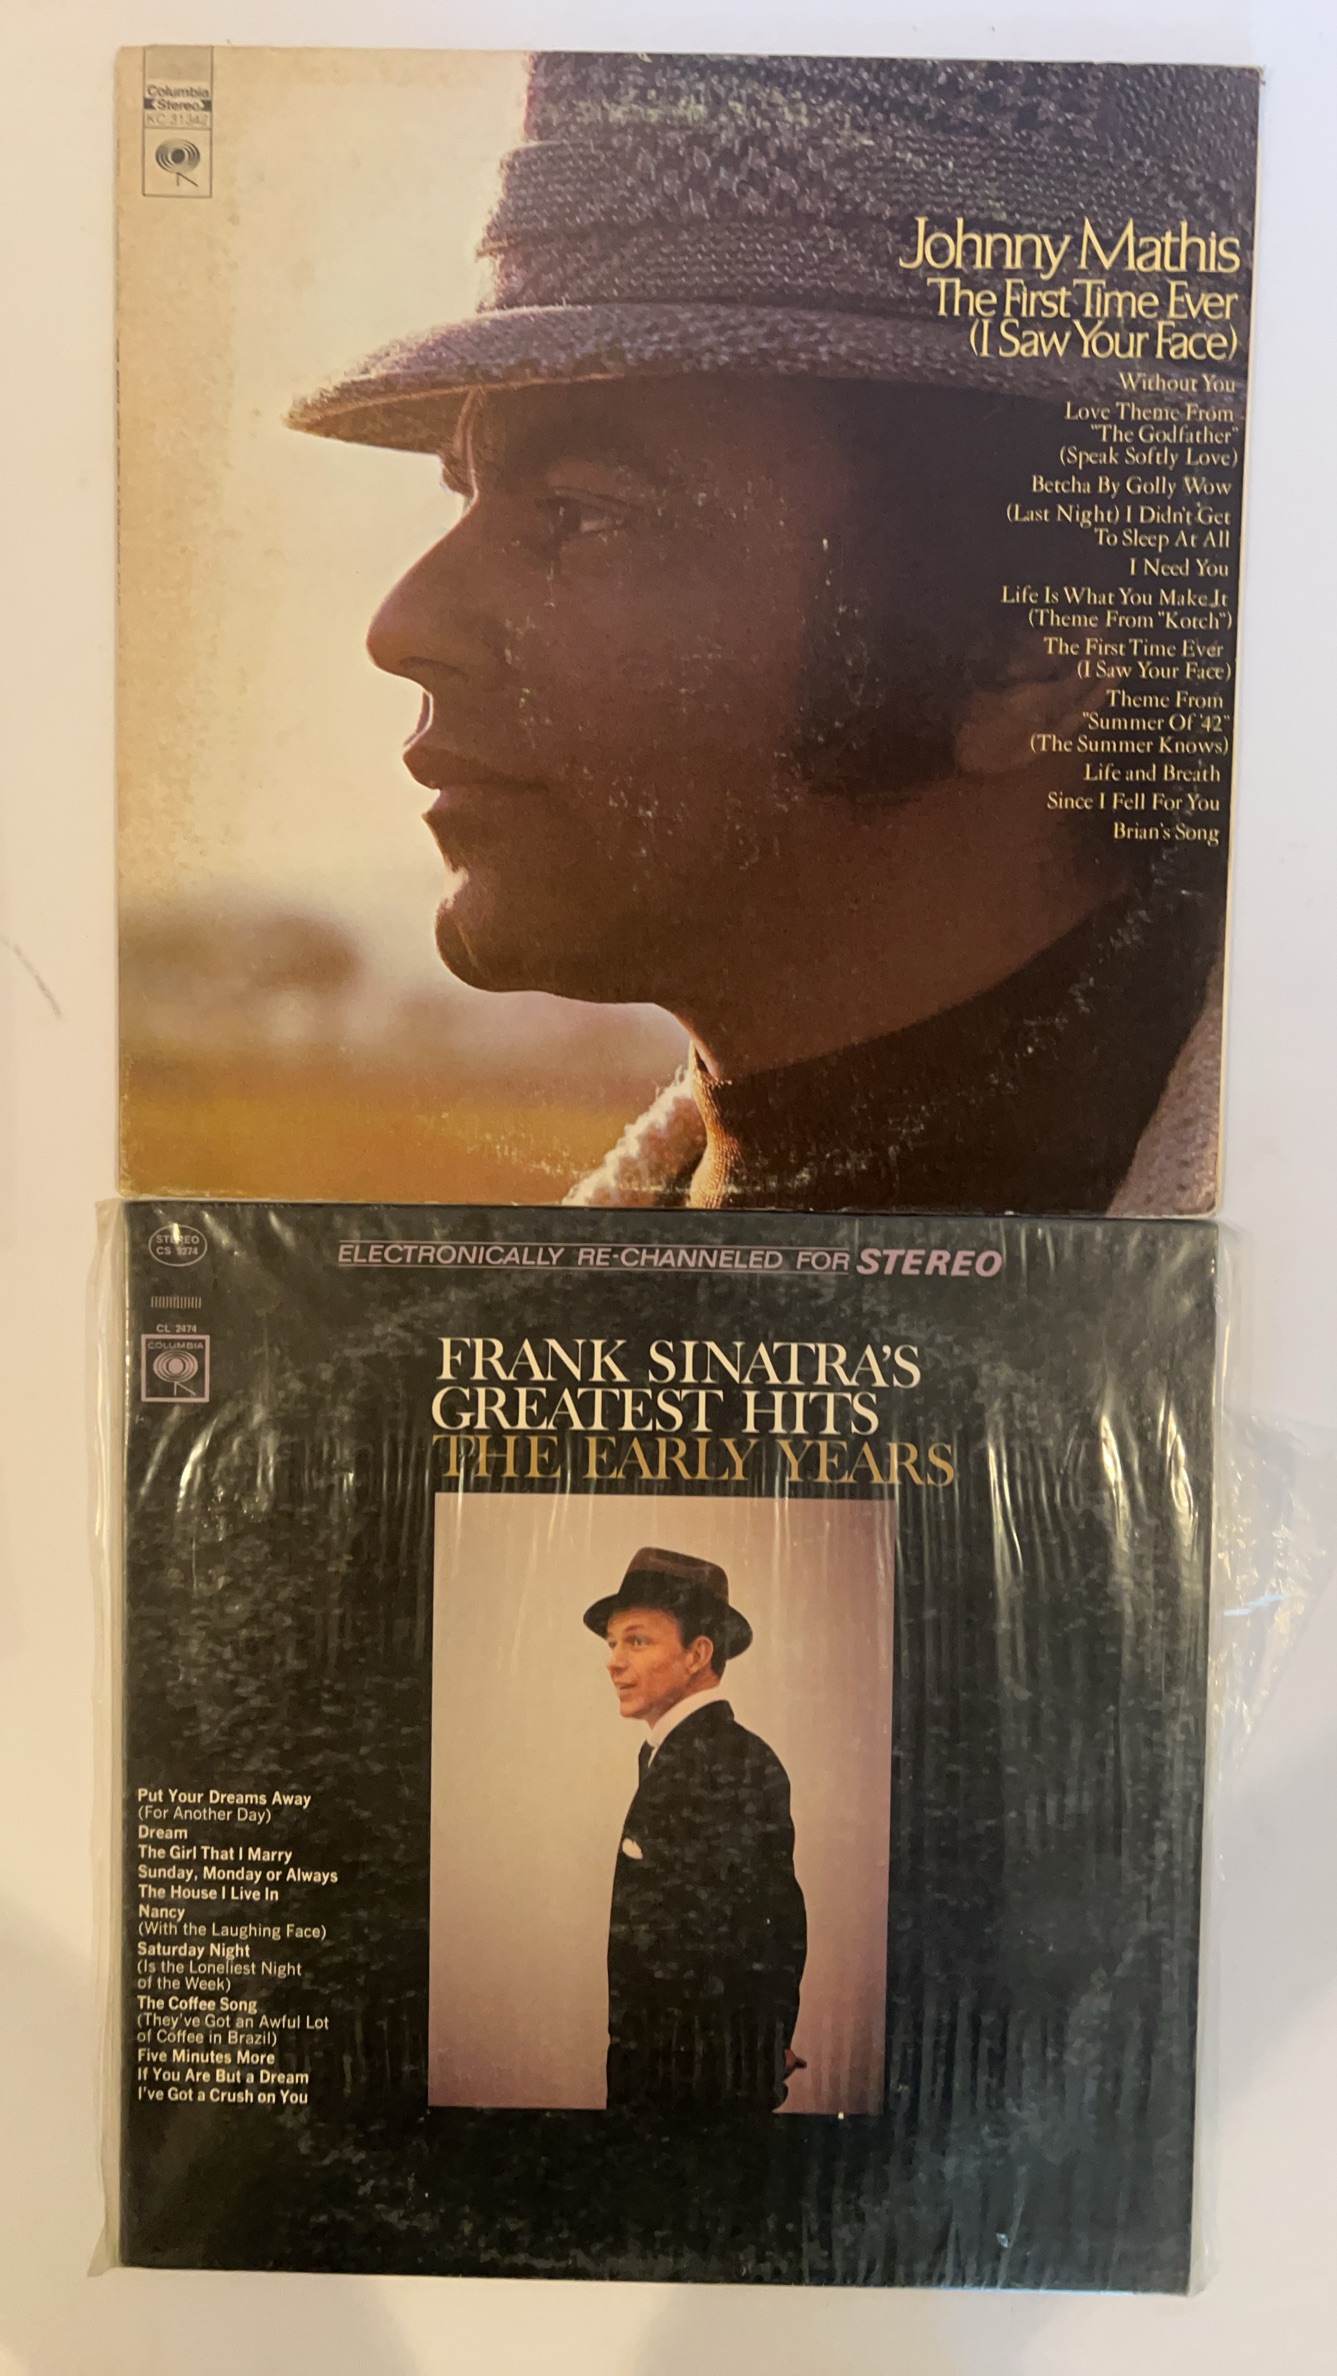 Columbia
Stereo
KC 31342
Johnny Mathis
The First Time Ever
(I Saw Your Face)
Without You
Love Theme From
"The Godfather"
(Speak Softly Love)
Betcha By Golly Wow
(Last Night) I Didn't Get
To Sleep At All
I Need You
Life Is What You Make It
(Theme From "Kotch")
The First Time Ever
(I Saw Your Face)
Theme From
"Summer Of '42"
(The Summer Knows)
Life and Breath
Since I Fell For You
Brian's Song
STEREO
CS 9274
CL 2474
COLUMBIA
ELECTRONICALLY RE-CHANNELED FOR STEREO
FRANK SINATRA'S
GREATEST HITS
THE EARLY YEARS
Put Your Dreams Away
(For Another Day)
Dream
The Girl That I Marry
Sunday, Monday or Always
The House I Live In
Nancy
(With the Laughing Face)
Saturday Night
(Is the Loneliest Night
of the Week)
The Coffee Song
(They've Got an Awful Lot
of Coffee in Brazil)
Five Minutes More
If You Are But a Dream
I've Got a Crush on You